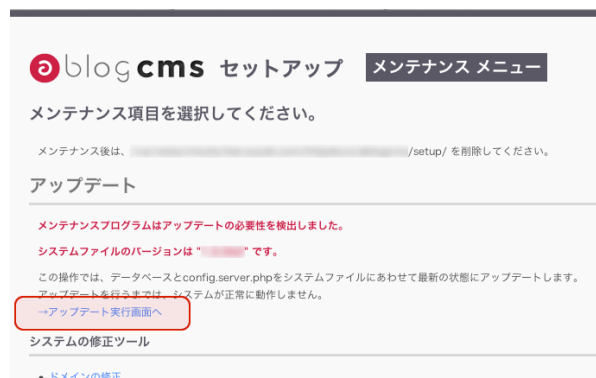 a blog cms セットアップ メンテナンス メニュー
メンテナンス項目を選択してください。
メンテナンス後は、 /setup/ を削除してください。
アップデート
メンテナンスプログラムはアップデートの必要性を検出しました。
システムファイルのバージョンは " " です。
この操作では、データベースとconfig.server.phpをシステムファイルにあわせて最新の状態にアップデートします。
アップデートを行うまでは、システムが正常に動作しません。
→アップデート実行画面へ
システムの修正ツール
• ドメインの修正